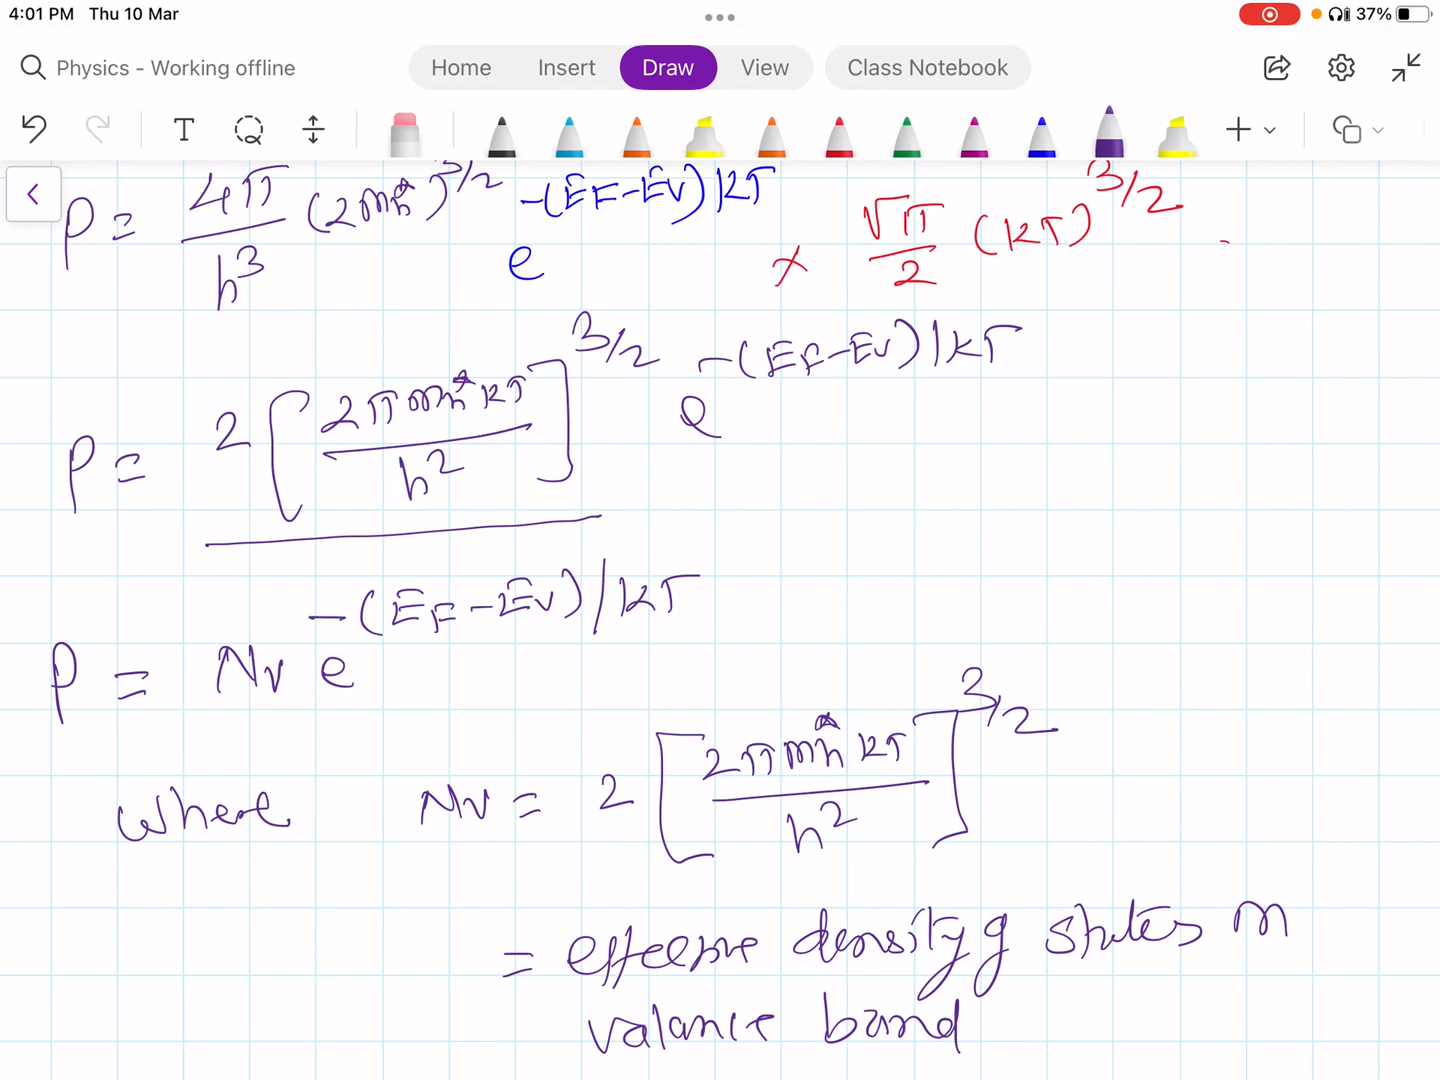 4:01 PM Thu 10 Mar 37%
Physics - Working offline Home Insert Draw View Class Notebook
T
P = 4π/h³ (2mh*)^3/2 e^-(EF-EV)/kT × √π/2 (kT)^3/2
P = 2[2πmh*kT/h²]^3/2 e^-(EF-EV)/kT
P = Nv e^-(EF-EV)/kT
where Nv = 2[2πmh*kT/h²]^3/2
= effective density of states in
valance band